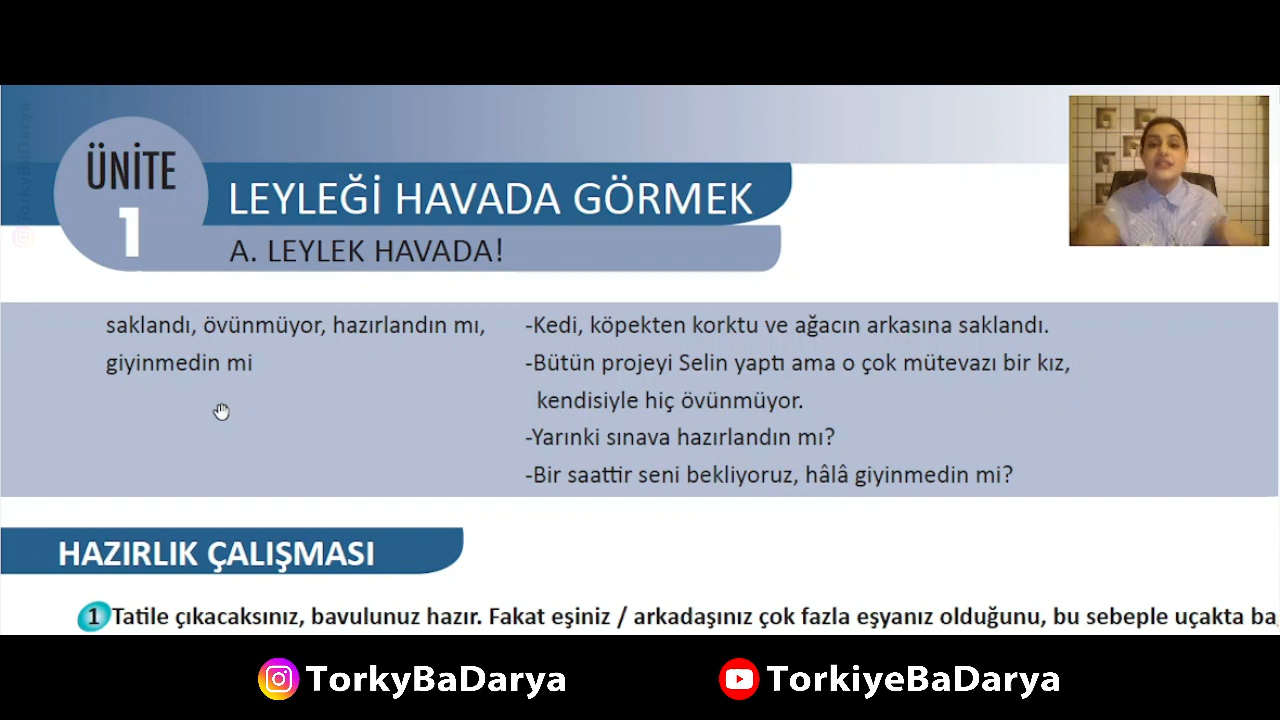 ÜNİTE
1
LEYLEĞİ HAVADA GÖRMEK
A. LEYLEK HAVADA!
saklandı, övünmüyor, hazırlandın mı,
giyinmedin mi
-Kedi, köpekten korktu ve ağacın arkasına saklandı.
-Bütün projeyi Selin yaptı ama o çok mütevazı bir kız,
kendisiyle hiç övünmüyor.
-Yarınki sınava hazırlandın mı?
-Bir saattir seni bekliyoruz, hâlâ giyinmedin mi?
HAZIRLIK ÇALIŞMASI
1 Tatile çıkacaksınız, bavulunuz hazır. Fakat eşiniz / arkadaşınız çok fazla eşyanız olduğunu, bu sebeple uçakta
@TorkyBaDarya
TorkyBaDarya
TorkiyeBaDarya